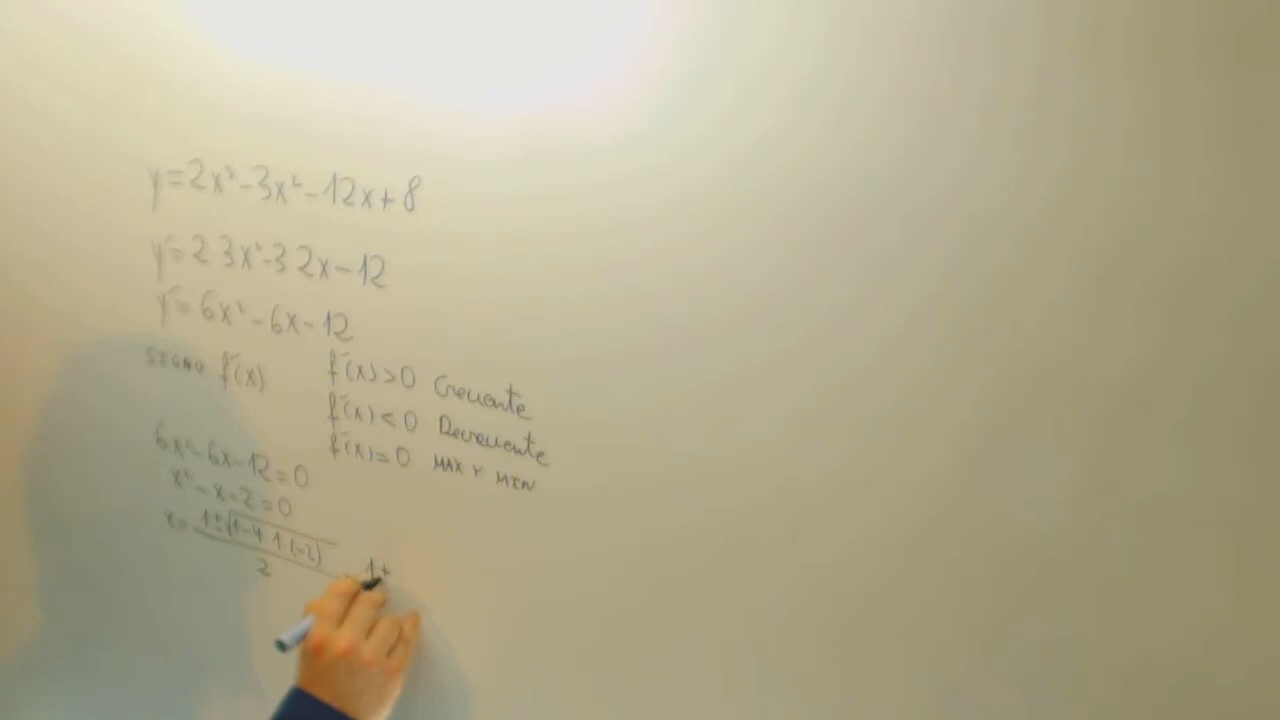 y=2x³-3x²-12x+8
y'=2 3x²-3 2x-12
y'=6x²-6x-12
SIGNO f'(x)
f'(x)>0 Creciente
f'(x)<0 Decreciente
f'(x)=0 MAX Y MIN
6x²-6x-12=0
x²-x-2=0
x=1±√1-4 1 (-2)
2
1±